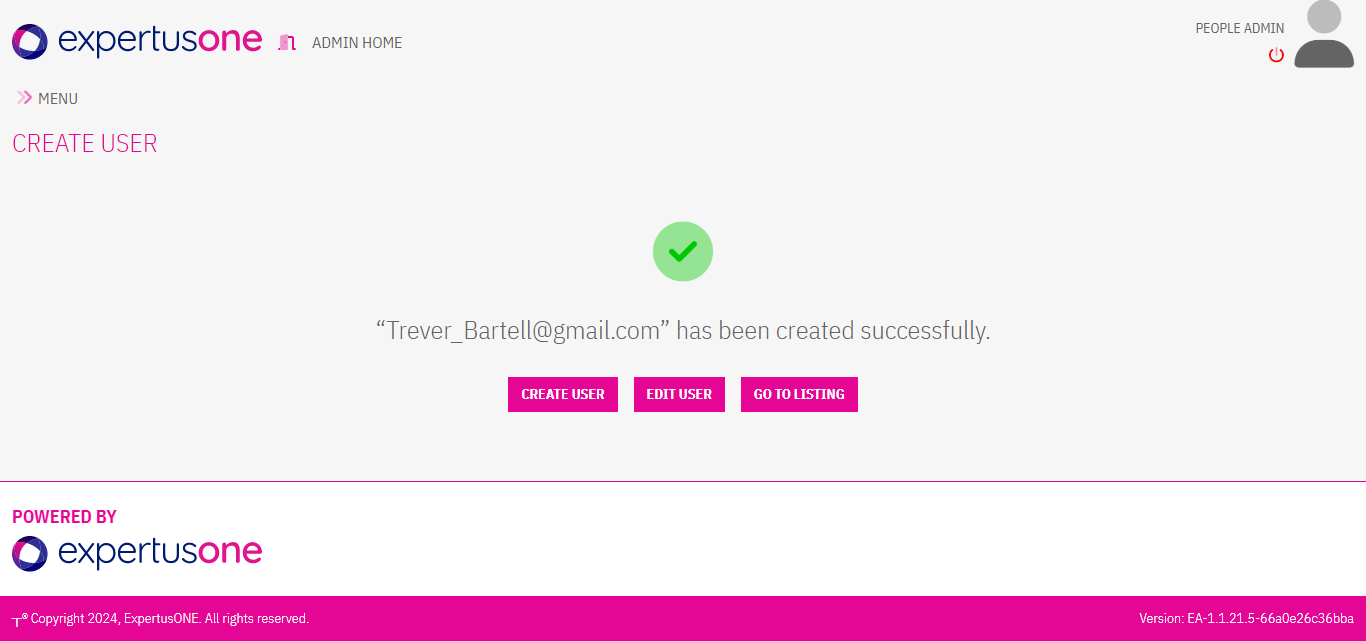 expertusone
ADMIN HOME
PEOPLE ADMIN
MENU
CREATE USER
“Trever_Bartell@gmail.com” has been created successfully.
CREATE USER
EDIT USER
GO TO LISTING
POWERED BY
expertusone
┬® Copyright 2024, ExpertusONE. All rights reserved.
Version: EA-1.1.21.5-66a0e26c36bba